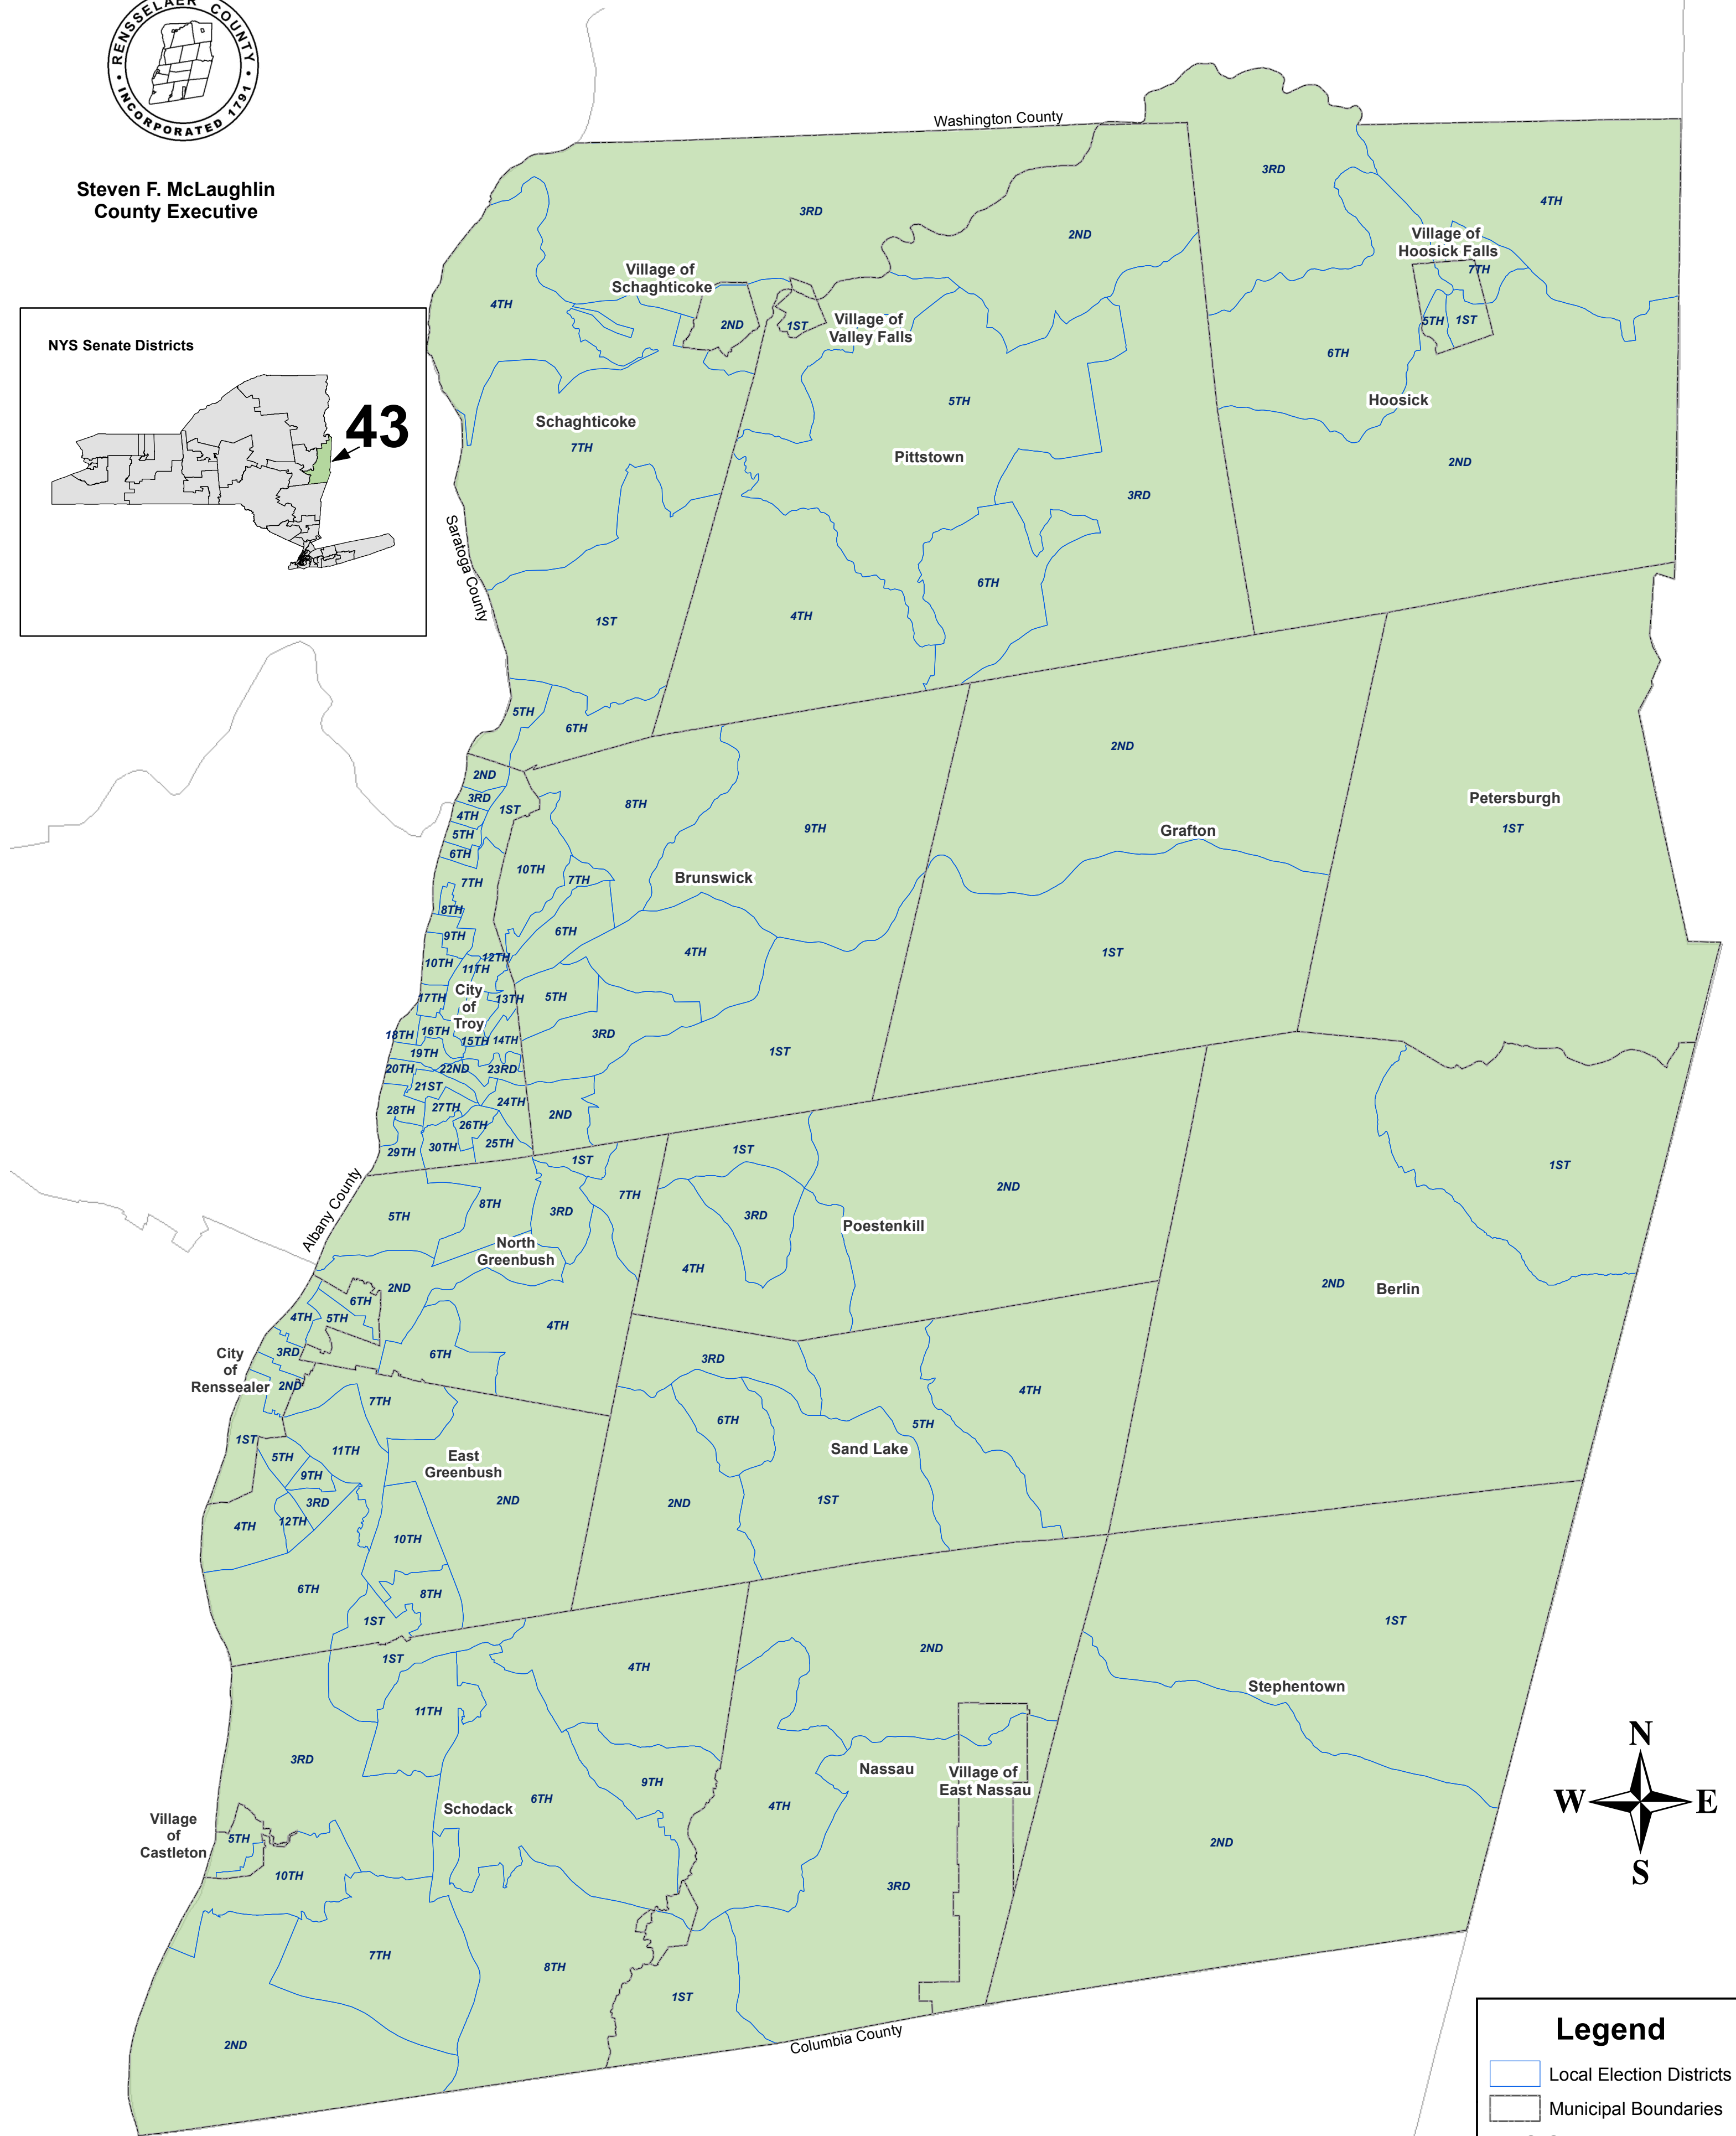 RENSSELAER COUNTY
• INCORPORATED 1791 •
Steven F. McLaughlin
County Executive
NYS Senate Districts
43
Washington County
3RD
4TH
3RD
2ND
Village of
Hoosick Falls
7TH
Village of
Schaghticoke
4TH
2ND
1ST
Village of
Valley Falls
5TH
1ST
6TH
Hoosick
5TH
Schaghticoke
7TH
Pittstown
2ND
3RD
Saratoga County
6TH
4TH
1ST
5TH
6TH
2ND
2ND
3RD
1ST
4TH
5TH
6TH
7TH
8TH
9TH
10TH
11TH
12TH
City
of
Troy
17TH
13TH
18TH
16TH
15TH
14TH
19TH
20TH
22ND
23RD
21ST
28TH
27TH
24TH
26TH
25TH
29TH
30TH
8TH
9TH
10TH
7TH
Brunswick
6TH
4TH
5TH
3RD
1ST
2ND
Grafton
1ST
Petersburgh
1ST
Albany County
1ST
7TH
8TH
3RD
5TH
North
Greenbush
2ND
4TH
6TH
1ST
2ND
3RD
Poestenkill
4TH
1ST
2ND
Berlin
6TH
4TH
5TH
City
of
Renssealer
3RD
2ND
1ST
3RD
4TH
6TH
5TH
Sand Lake
2ND
1ST
7TH
11TH
5TH
9TH
East
Greenbush
3RD
2ND
12TH
4TH
10TH
6TH
8TH
1ST
1ST
4TH
11TH
3RD
9TH
6TH
Schodack
Village
of
Castleton
5TH
10TH
7TH
8TH
2ND
2ND
Nassau
Village of
East Nassau
4TH
3RD
1ST
1ST
Stephentown
2ND
Columbia County
N
W E
S
Legend
Local Election Districts
Municipal Boundaries